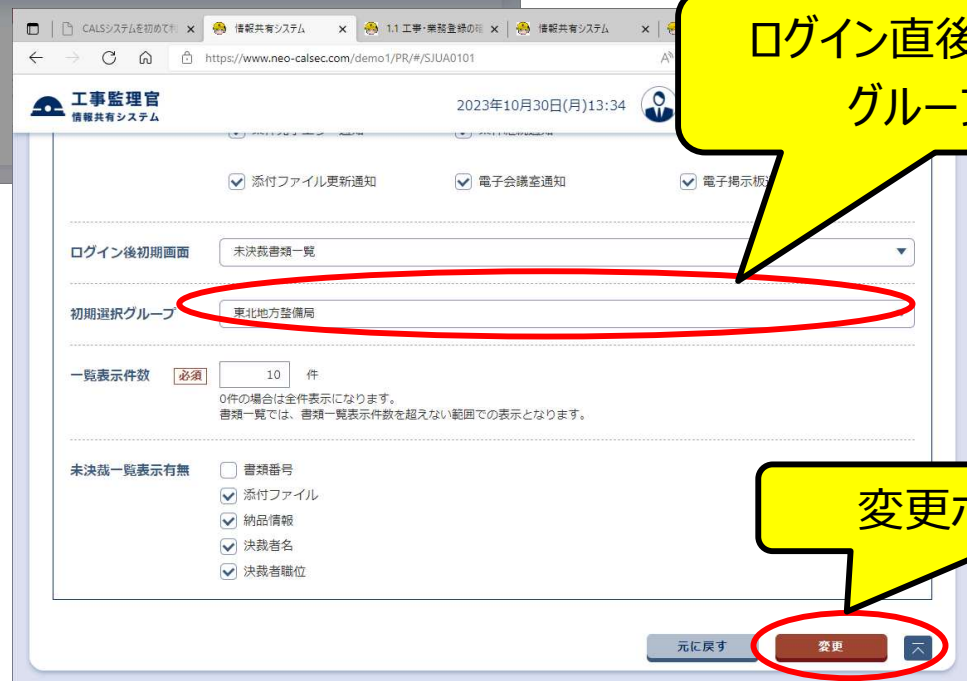 CALSシステムを初めて
情報共有システム
1.1 工事・業務登録の
情報共有システム
https://www.neo-calsec.com/demo1/PR/#/SJUA0101
ログイン直後
グルー
工事監理官
情報共有システム
2023年10月30日(月)13:34
添付ファイル更新通知
電子会議室通知
電子掲示板
ログイン後初期画面
未決裁書類一覧
初期選択グループ
東北地方整備局
一覧表示件数
必須
10 件
0件の場合は全件表示になります。
書類一覧では、書類一覧表示件数を超えない範囲での表示となります。
未決裁一覧表示有無
書類番号
添付ファイル
納品情報
決裁者名
決裁者職位
変更
元に戻す
変更